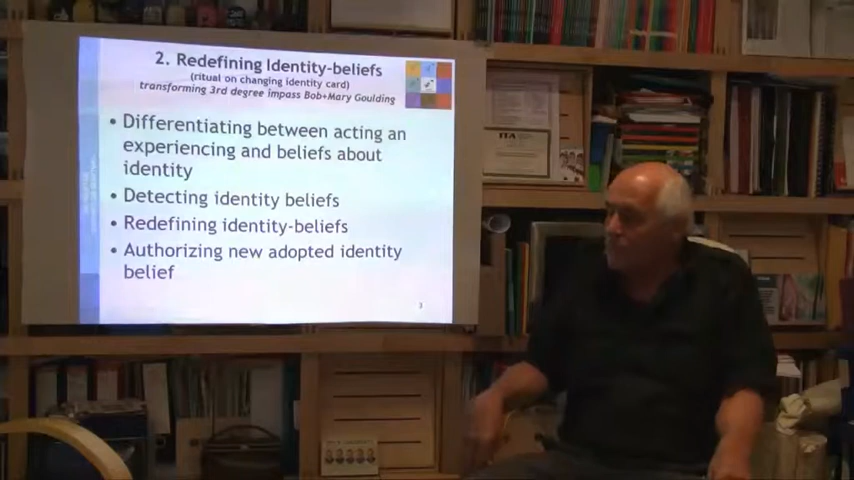 2. Redefining Identity-beliefs
(ritual on changing identity card)
transforming 3rd degree impass Bob+Mary Goulding
• Differentiating between acting an
experiencing and beliefs about
identity
• Detecting identity beliefs
• Redefining identity-beliefs
• Authorizing new adopted identity
belief
3
ITA